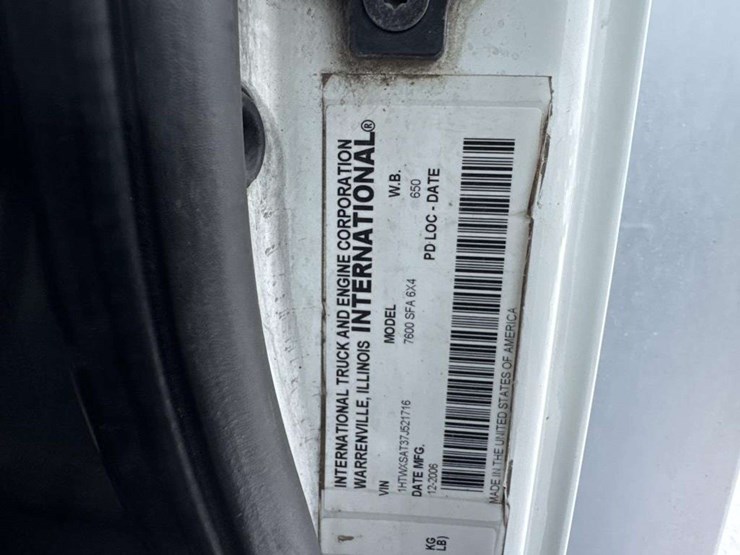 INTERNATIONAL TRUCK AND ENGINE CORPORATION
WARRENVILLE, ILLINOIS INTERNATIONAL®
VIN MODEL W.B.
1HTWXSAT37J521716 7600 SFA 6X4 650
DATE MFG. PD LOC - DATE
12-2006
MADE IN THE UNITED STATES OF AMERICA
KG
LB)